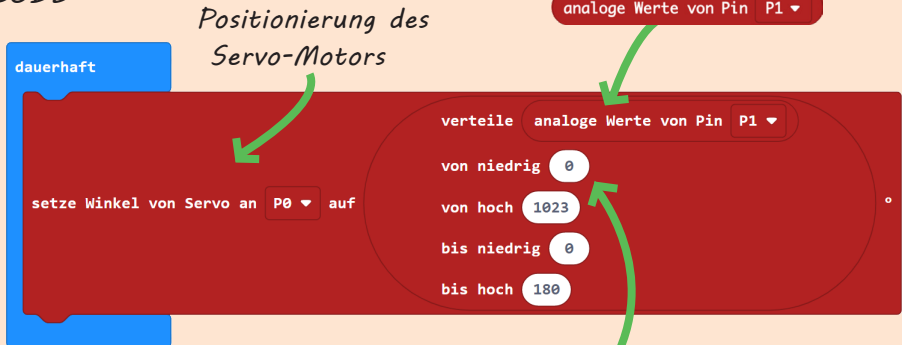 analoge Werte von Pin P1
Positionierung des
Servo-Motors
dauerhaft
verteile analoge Werte von Pin P1
von niedrig 0
setze Winkel von Servo an P0 auf
von hoch 1023
°
bis niedrig 0
bis hoch 180